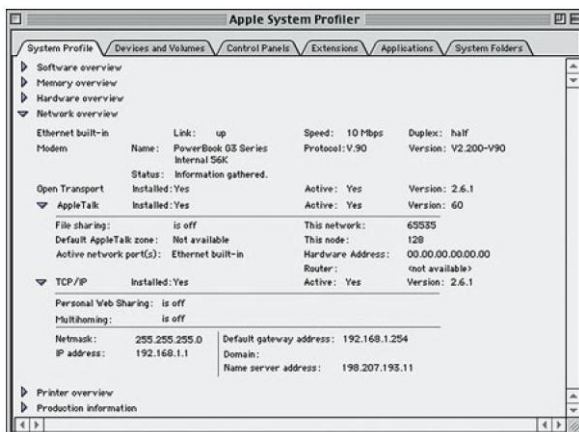 Apple System Profiler
System Profile Devices and Volumes Control Panels Extensions Applications System Folders
Software overview
Memory overview
Hardware overview
Network overview
Ethernet built-in Link: up Speed: 10 Mbps Duplex: half
Modem Name: PowerBook G3 Series Protocol: V.90 Version: V2.200-V90
Internal 56K
Status: Information gathered.
Open Transport Installed: Yes Active: Yes Version: 2.6.1
AppleTalk Installed: Yes Active: Yes Version: 60
File sharing: is off This network: 65535
Default AppleTalk zone: Not available This node: 128
Active network port(s): Ethernet built-in Hardware Address: 00.00.00.00.00.00
Router: <not available>
TCP/IP Installed: Yes Active: Yes Version: 2.6.1
Personal Web Sharing: is off
Multihoming: is off
Netmask: 255.255.255.0 Default gateway address: 192.168.1.254
IP address: 192.168.1.1 Domain:
Name server address: 198.207.193.11
Printer overview
Production information